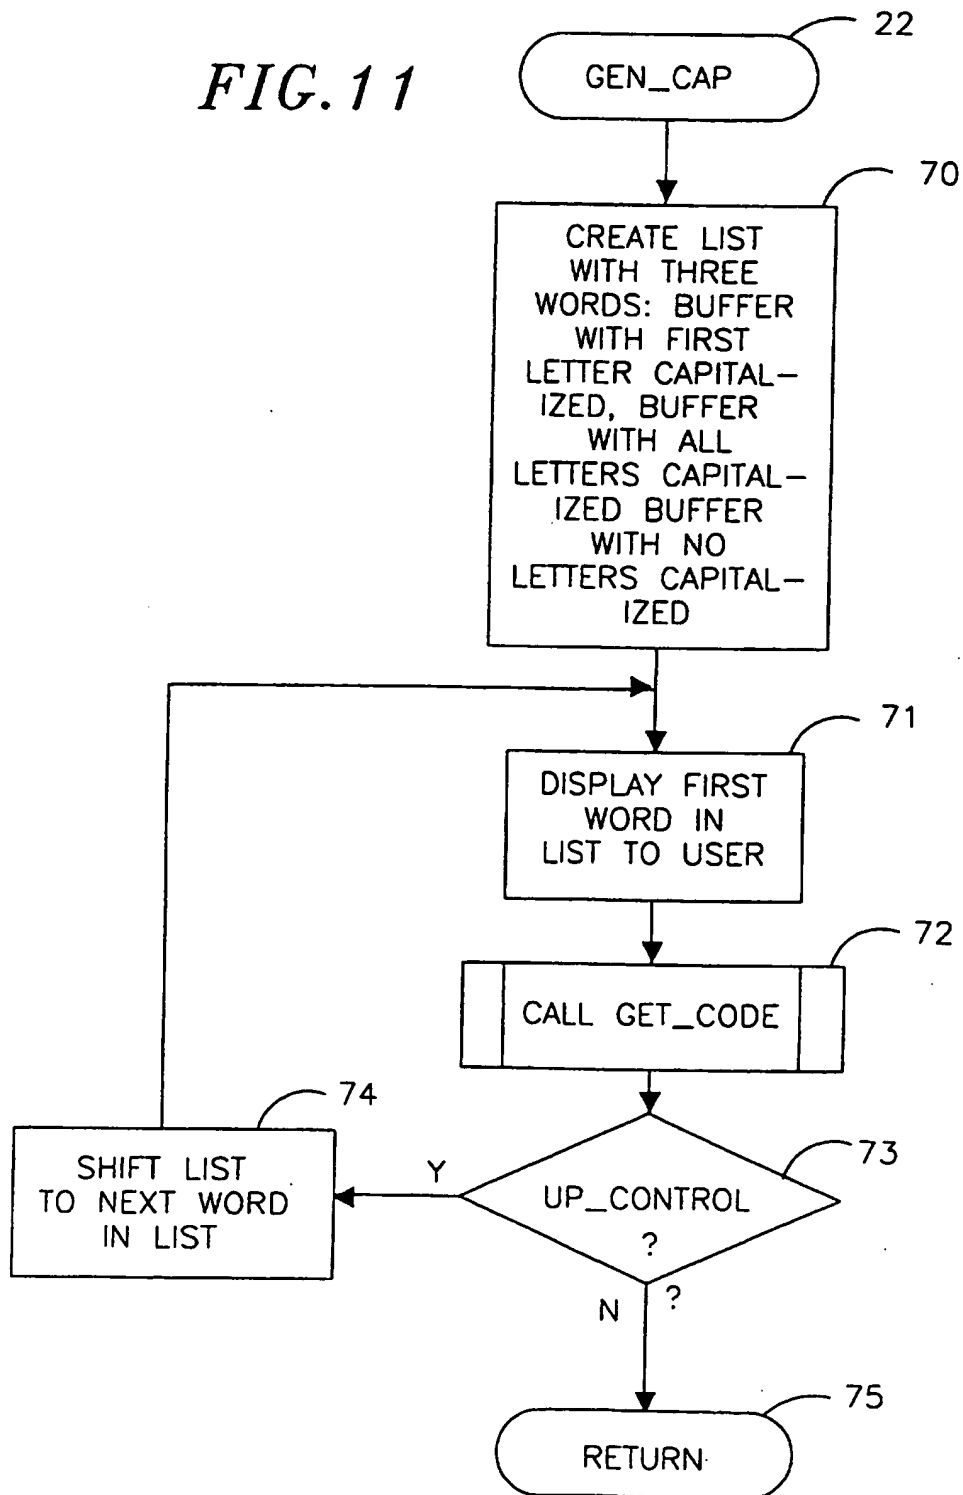 FIG.11
22
GEN_CAP
70
CREATE LIST
WITH THREE
WORDS: BUFFER
WITH FIRST
LETTER CAPITAL-
IZED, BUFFER
WITH ALL
LETTERS CAPITAL-
IZED BUFFER
WITH NO
LETTERS CAPITAL-
IZED
71
DISPLAY FIRST
WORD IN
LIST TO USER
72
CALL GET_CODE
74
SHIFT LIST
TO NEXT WORD
IN LIST
Y
73
UP_CONTROL
?
N
?
75
RETURN